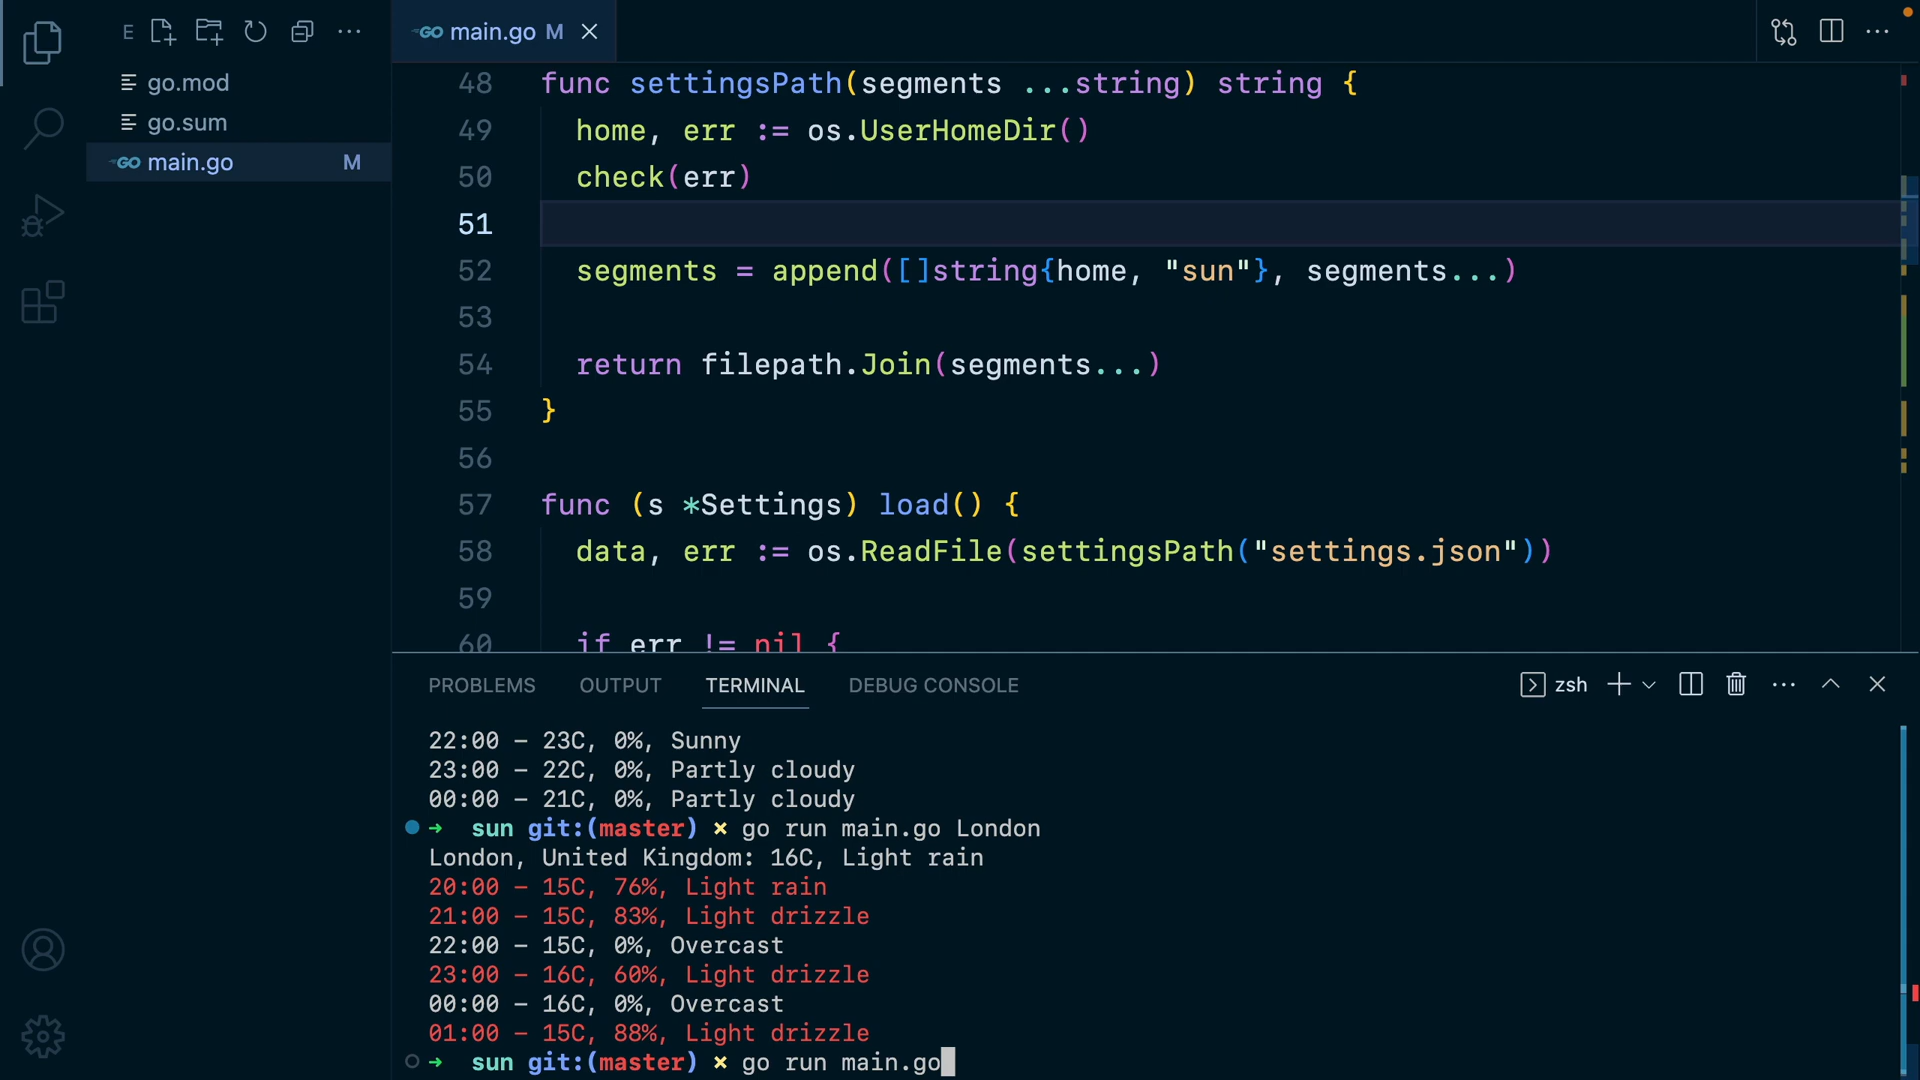 E
go.mod
go.sum
GO main.go M
GO main.go M
48 func settingsPath(segments ...string) string {
49 home, err := os.UserHomeDir()
50 check(err)
51
52 segments = append([]string{home, "sun"}, segments...)
53
54 return filepath.Join(segments...)
55 }
56
57 func (s *Settings) load() {
58 data, err := os.ReadFile(settingsPath("settings.json"))
59
60 if err != nil {
PROBLEMS OUTPUT TERMINAL DEBUG CONSOLE
zsh
22:00 – 23C, 0%, Sunny
23:00 – 22C, 0%, Partly cloudy
00:00 – 21C, 0%, Partly cloudy
➜ sun git:(master) ✗ go run main.go London
London, United Kingdom: 16C, Light rain
20:00 – 15C, 76%, Light rain
21:00 – 15C, 83%, Light drizzle
22:00 – 15C, 0%, Overcast
23:00 – 16C, 60%, Light drizzle
00:00 – 16C, 0%, Overcast
01:00 – 15C, 88%, Light drizzle
➜ sun git:(master) ✗ go run main.go